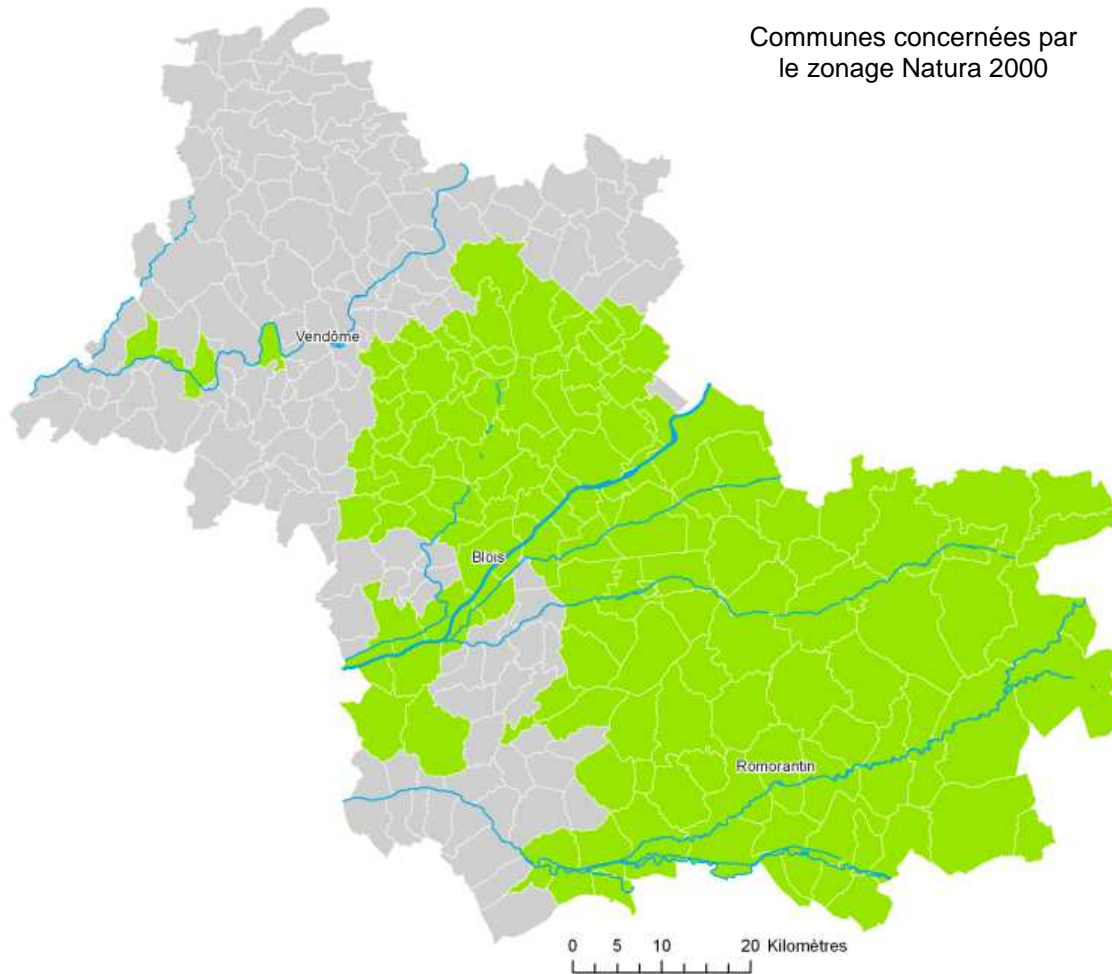 Communes concernées par
le zonage Natura 2000
Vendôme
Blois
Romorantin
0 5 10 20 Kilomètres